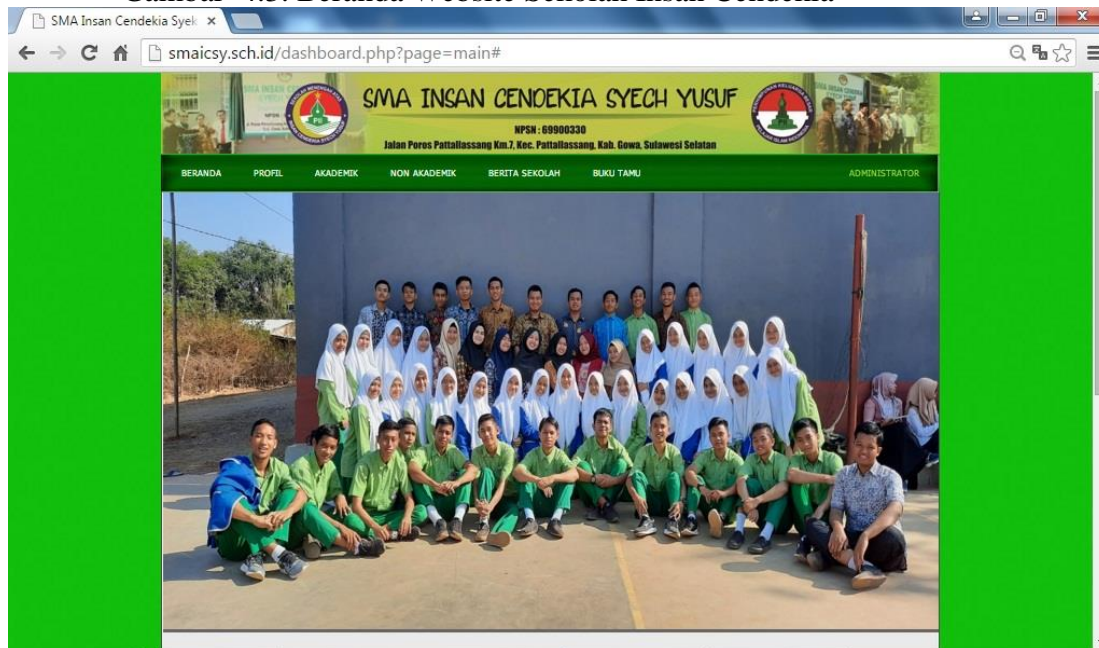 Gambar 4.3. Beranda Website Sekolah Insan Cendekia
SMA Insan Cendekia Syek
smaicsy.sch.id/dashboard.php?page=main#
SMA INSAN CENDEKIA SYECH YUSUF
NPSN : 69900330
Jalan Poros Pattallassang Km.7, Kec. Pattallassang, Kab. Gowa, Sulawesi Selatan
BERANDA PROFIL AKADEMIK NON AKADEMIK BERITA SEKOLAH BUKU TAMU ADMINISTRATOR